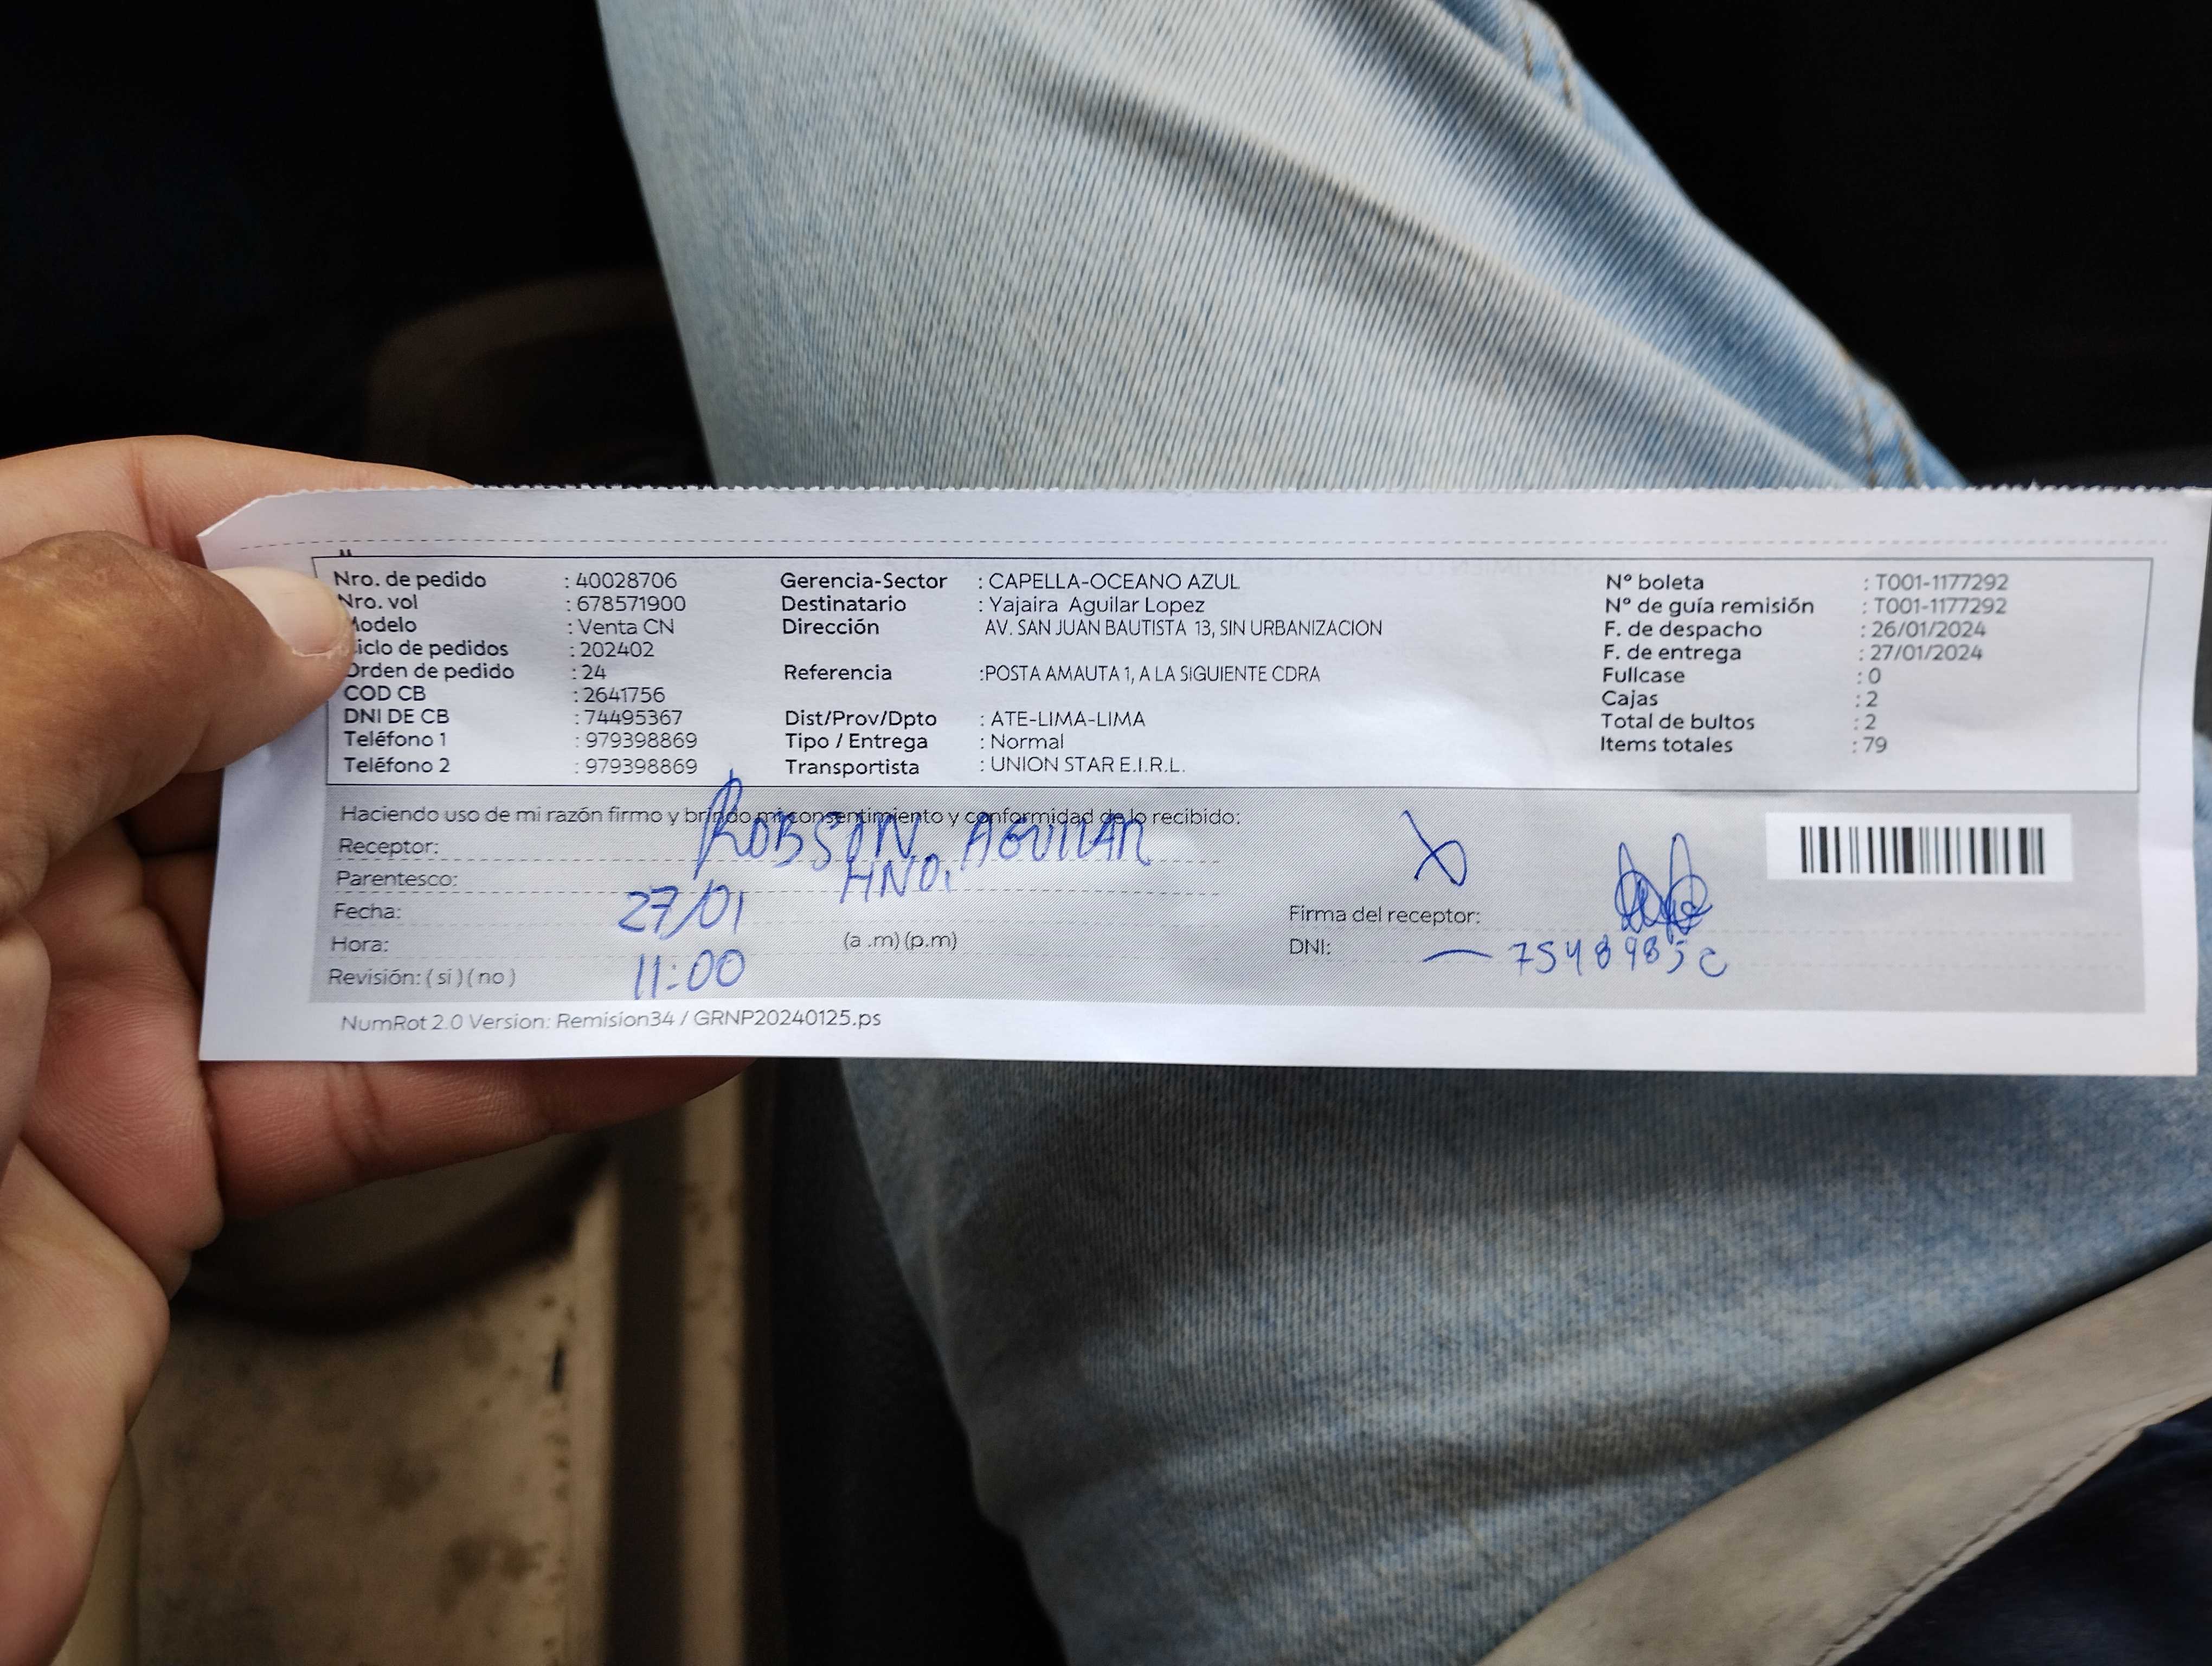 Nro. de pedido : 40028706 Gerencia-Sector : CAPELLA-OCEANO AZUL N° boleta : T001-1177292
Nro. vol : 678571900 Destinatario : Yajaira Aguilar Lopez N° de guía remisión : T001-1177292
Modelo : Venta CN Dirección AV. SAN JUAN BAUTISTA 13, SIN URBANIZACION F. de despacho : 26/01/2024
Ciclo de pedidos : 202402 F. de entrega : 27/01/2024
Orden de pedido : 24 Referencia :POSTA AMAUTA 1, A LA SIGUIENTE CDRA Fullcase : 0
COD CB : 2641756 Cajas : 2
DNI DE CB : 74495367 Dist/Prov/Dpto : ATE-LIMA-LIMA Total de bultos : 2
Teléfono 1 : 979398869 Tipo / Entrega : Normal Items totales : 79
Teléfono 2 : 979398869 Transportista : UNION STAR E.I.R.L.
Haciendo uso de mi razón firmo y brindo mi consentimiento y conformidad de lo recibido:
Receptor: ROBSON. AGUILAR
Parentesco: HNO.
Fecha: 27/01 Firma del receptor:
Hora: 11:00 (a .m) (p.m) DNI:
Revisión: ( si ) ( no )
NumRot 2.0 Version: Remision34 / GRNP20240125.ps